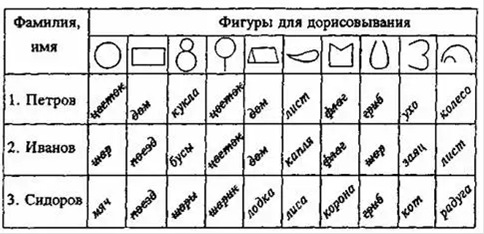 Фамилия, имя Фигуры для дорисовывания
1. Петров цветок дом кукла цветок дом лист флаг гриб ухо колесо
2. Иванов шар поезд бусы цветок дом капля флаг шар заяц лист
3. Сидоров мяч поезд шары шарик лодка лиса корона гриб кот радуга